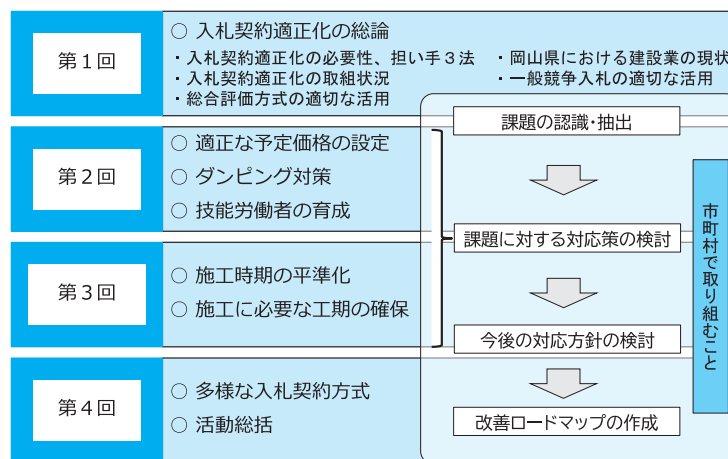 第1回
○ 入札契約適正化の総論
・入札契約適正化の必要性、担い手3法
・岡山県における建設業の現状
・入札契約適正化の取組状況
・一般競争入札の適切な活用
・総合評価方式の適切な活用
第2回
○ 適正な予定価格の設定
○ ダンピング対策
○ 技能労働者の育成
第3回
○ 施工時期の平準化
○ 施工に必要な工期の確保
第4回
○ 多様な入札契約方式
○ 活動総括
課題の認識・抽出
課題に対する対応策の検討
今後の対応方針の検討
改善ロードマップの作成
市町村で取り組むこと